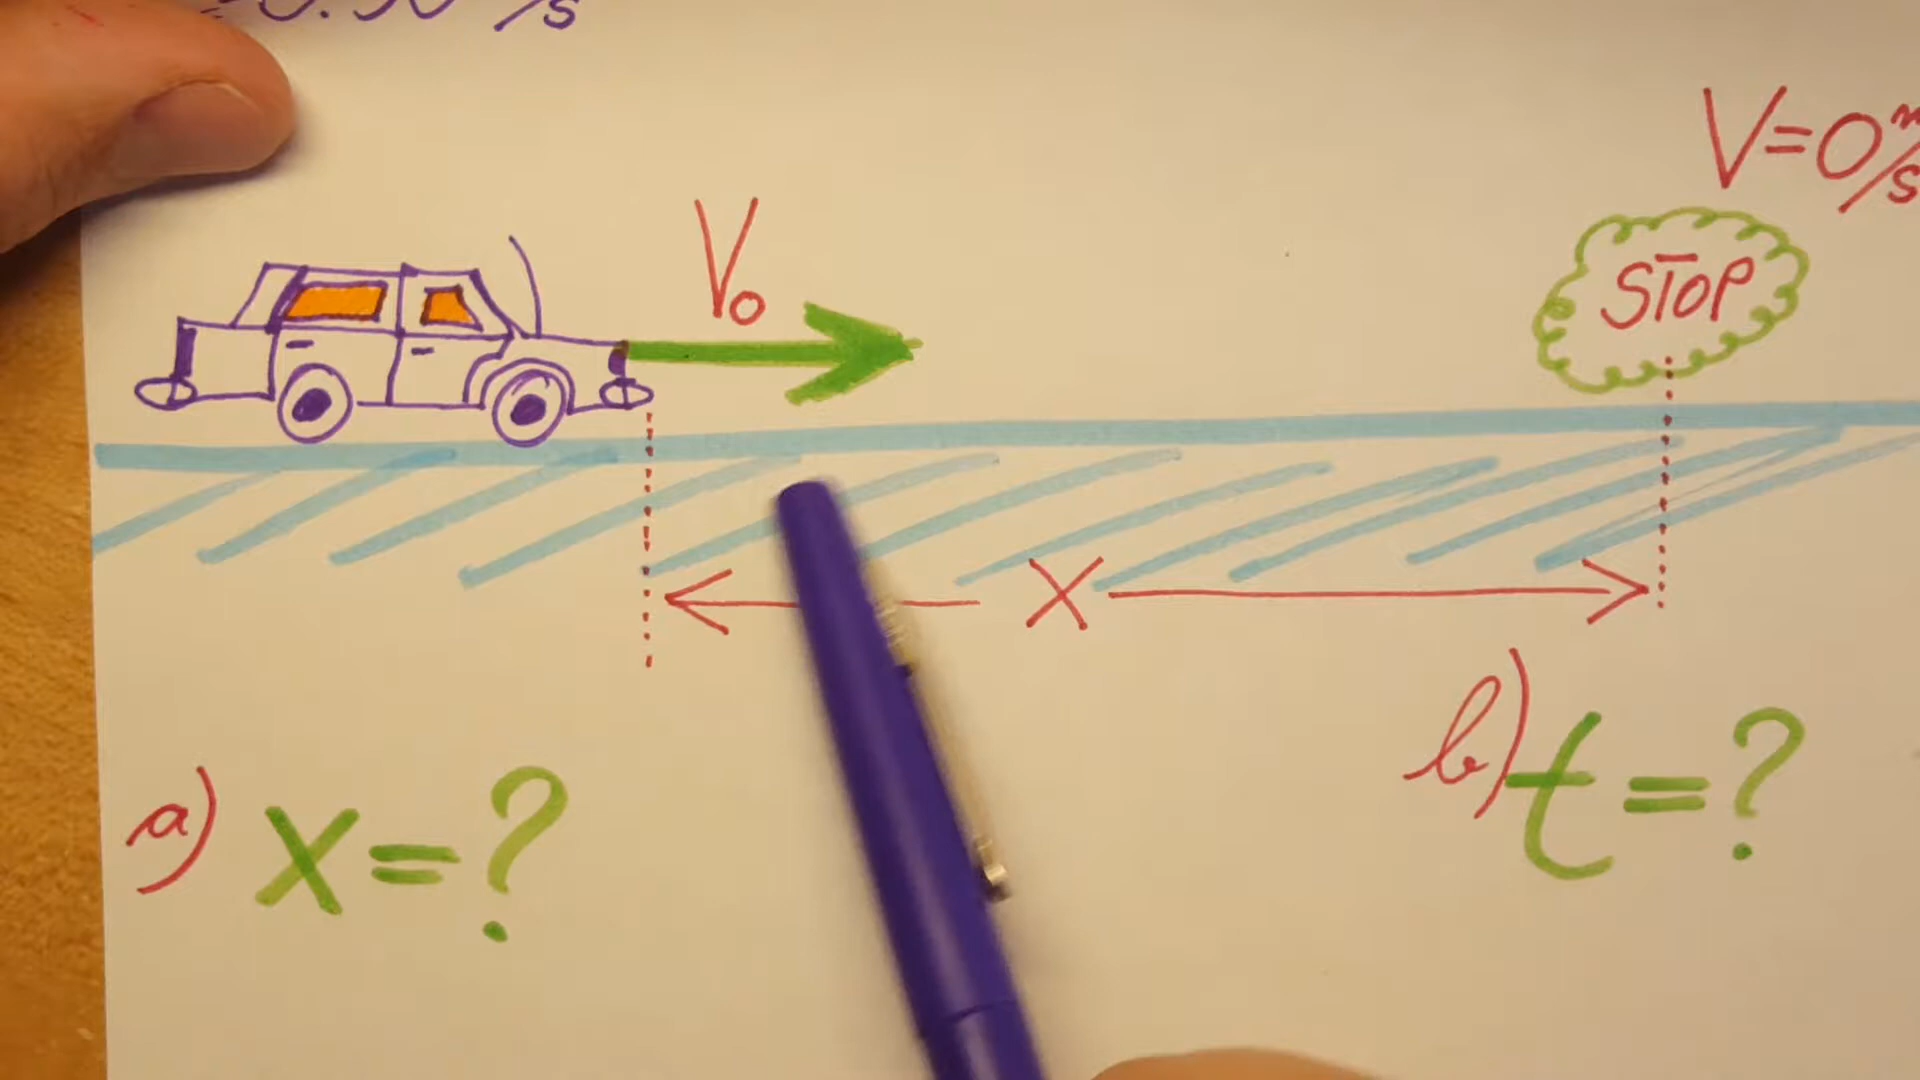 V=0 m/s
V₀
STOP
X
a) X=?
b) t=?